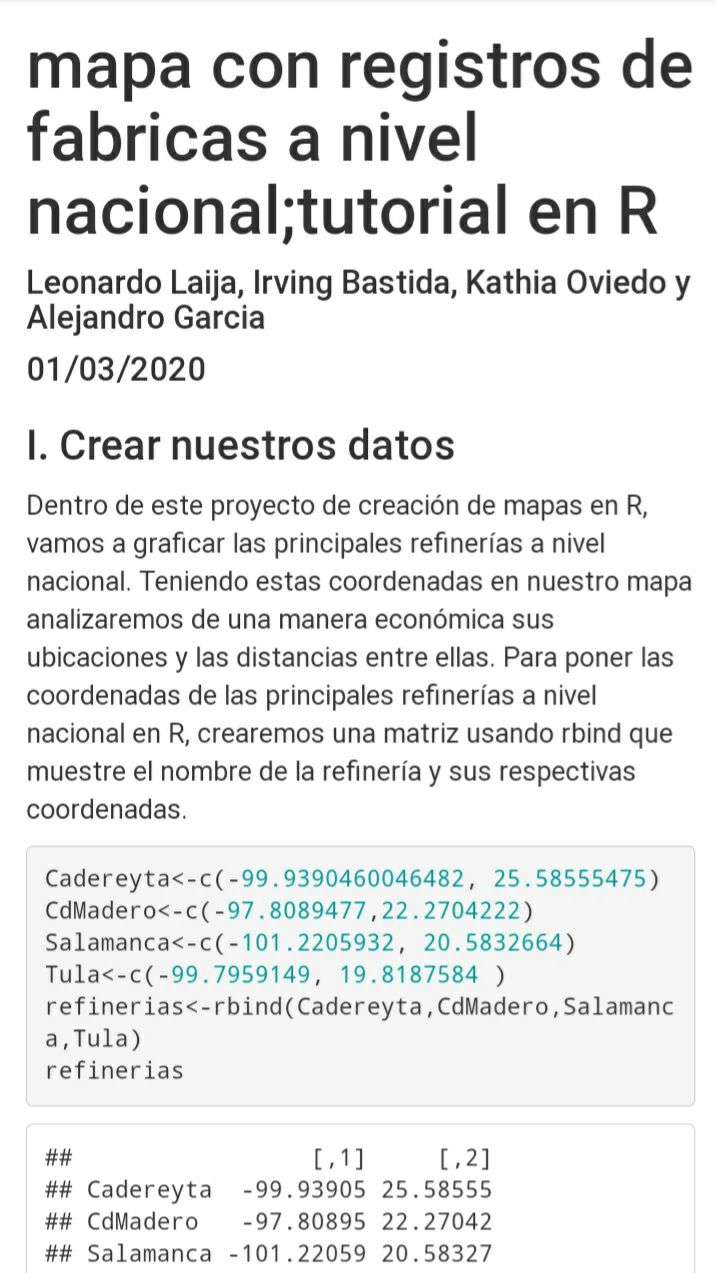 mapa con registros de
fabricas a nivel
nacional;tutorial en R
Leonardo Laija, Irving Bastida, Kathia Oviedo y
Alejandro Garcia
01/03/2020
I. Crear nuestros datos
Dentro de este proyecto de creación de mapas en R,
vamos a graficar las principales refinerías a nivel
nacional. Teniendo estas coordenadas en nuestro mapa
analizaremos de una manera económica sus
ubicaciones y las distancias entre ellas. Para poner las
coordenadas de las principales refinerías a nivel
nacional en R, crearemos una matriz usando rbind que
muestre el nombre de la refinería y sus respectivas
coordenadas.
Cadereyta<-c(-99.9390460046482, 25.58555475)
CdMadero<-c(-97.8089477,22.2704222)
Salamanca<-c(-101.2205932, 20.5832664)
Tula<-c(-99.7959149, 19.8187584 )
refinerias<-rbind(Cadereyta,CdMadero,Salamanc
a,Tula)
refinerias
## [,1] [,2]
## Cadereyta -99.93905 25.58555
## CdMadero -97.80895 22.27042
## Salamanca -101.22059 20.58327